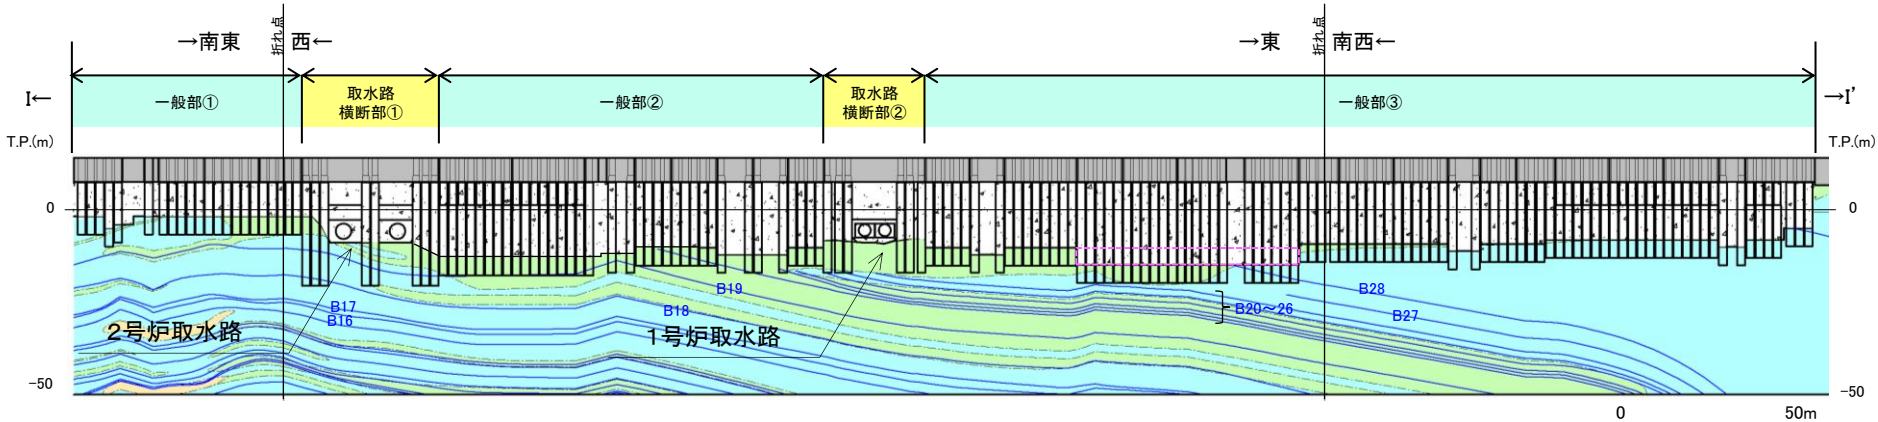 →南東
折れ点
西←
→東
折れ点
南西←
I←
一般部①
取水路
横断部①
一般部②
取水路
横断部②
一般部③
→I'
T.P.(m)
T.P.(m)
0
0
B19
B28
B17
B16
B18
B20～26
B27
2号炉取水路
1号炉取水路
-50
-50
0
50m